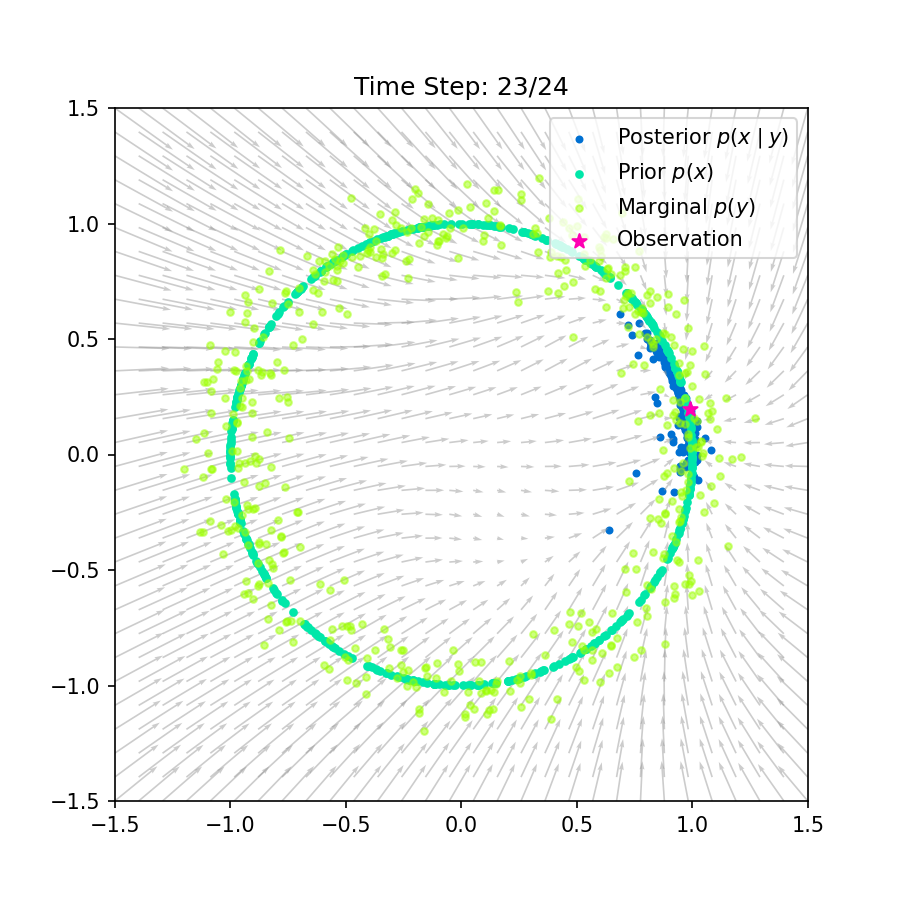 Time Step: 23/24
Posterior p(x | y)
Prior p(x)
Marginal p(y)
Observation
1.5
1.0
0.5
0.0
−0.5
−1.0
−1.5
−1.5 −1.0 −0.5 0.0 0.5 1.0 1.5